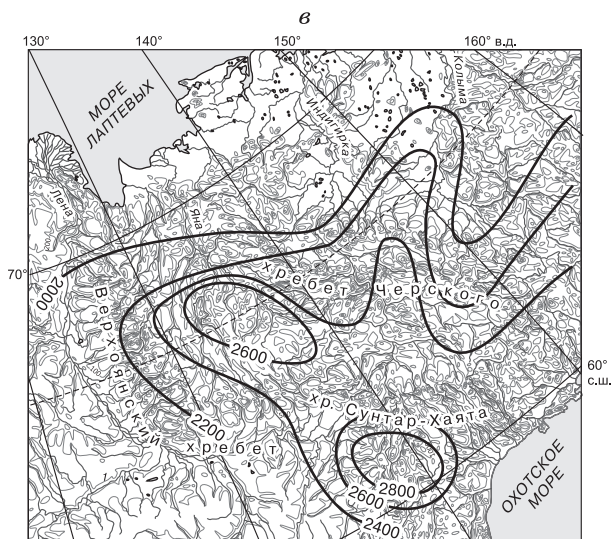 в
130°
140°
150°
160° в.д.
МОРЕ
ЛАПТЕВЫХ
Колыма
Индигирка
Лена
Яна
70°
2000
хребет Черского
Верхоянский
хребет
2600
2200
60°
с.ш.
хр. Сунтар-Хаята
2800
2600
2400
ОХОТСКОЕ
МОРЕ